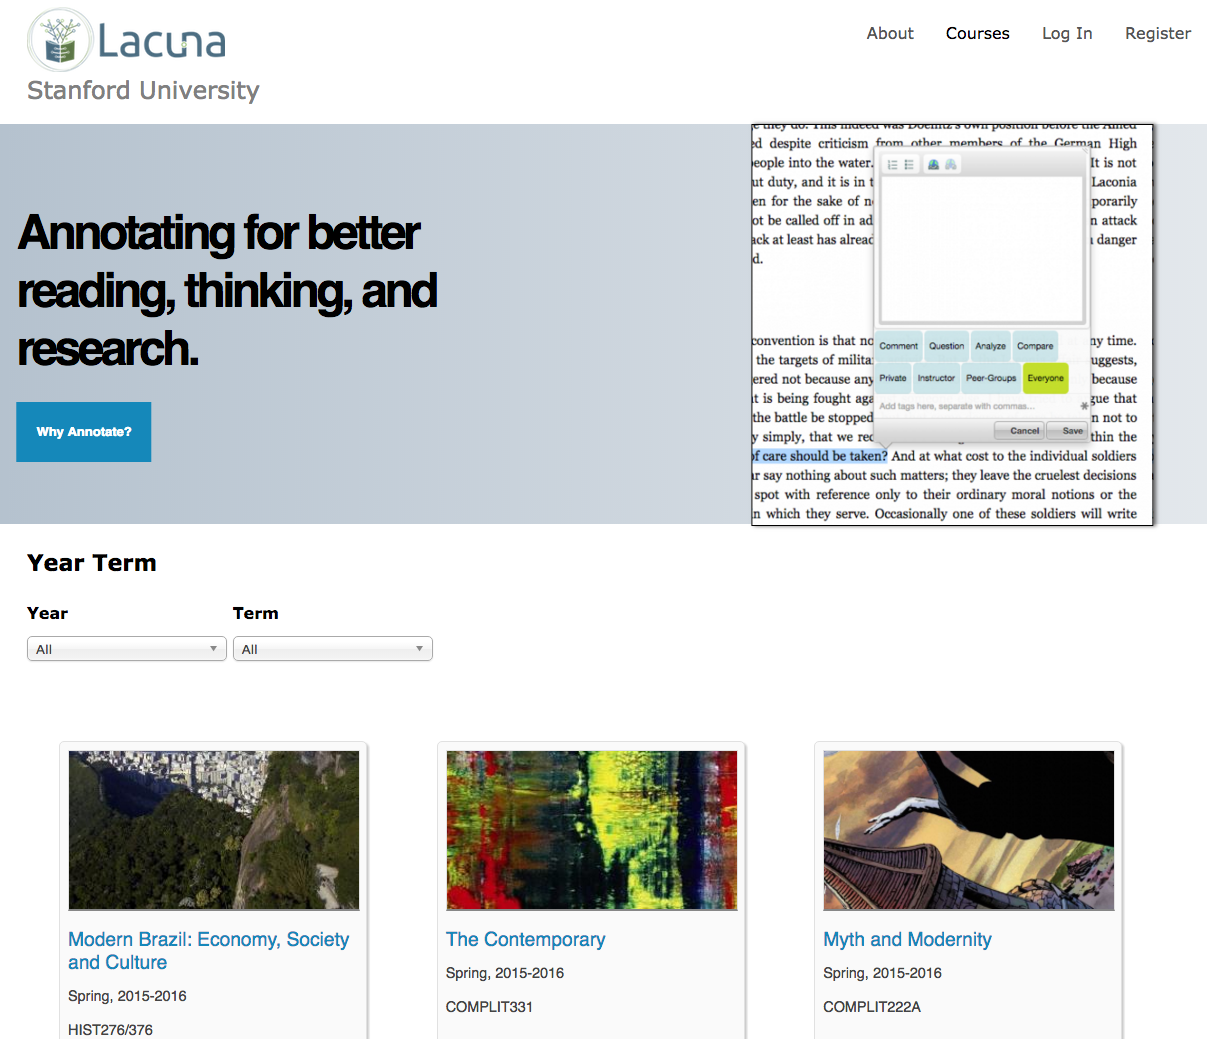 Lacuna
Stanford University
About
Courses
Log In
Register
Annotating for better
reading, thinking, and
research.
Why Annotate?
e they do. This indeed was Doenitz's own position before the Allied
ed despite criticism from other members of the German High
eople into the water. It is not
ut duty, and it is in t Laconia
en for the sake of n porarily
ot be called off in ad n attack
ack at least has alread danger
d.
convention is that no ny time.
the targets of milita uggests,
ered not because any because
t is being fought aga gue that
the battle be stopped n not to
y simply, that we rec thin the
of care should be taken? And at what cost to the individual soldiers
r say nothing about such matters; they leave the cruelest decisions
spot with reference only to their ordinary moral notions or the
n which they serve. Occasionally one of these soldiers will write
Comment
Question
Analyze
Compare
Private
Instructor
Peer-Groups
Everyone
Add tags here, separate with commas...
Cancel
Save
Year Term
Year
Term
All
All
Modern Brazil: Economy, Society
and Culture
Spring, 2015-2016
HIST276/376
The Contemporary
Spring, 2015-2016
COMPLIT331
Myth and Modernity
Spring, 2015-2016
COMPLIT222A